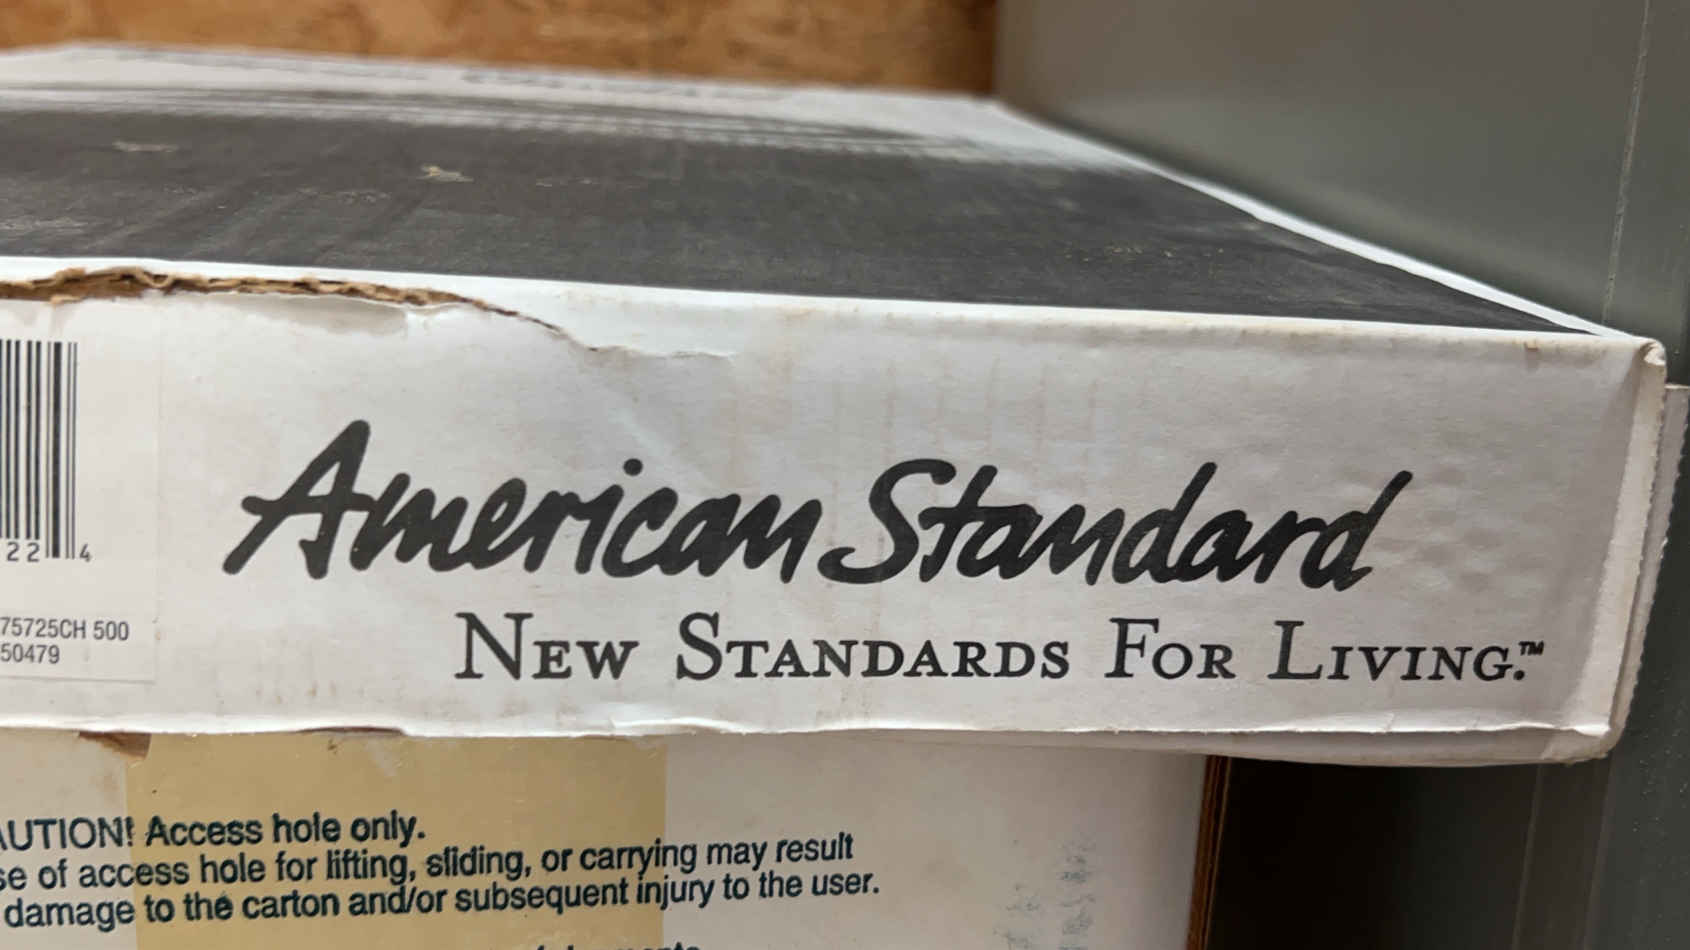 22 4
75725CH 500
50479
American Standard
NEW STANDARDS FOR LIVING.™
AUTION! Access hole only.
se of access hole for lifting, sliding, or carrying may result
damage to the carton and/or subsequent injury to the user.